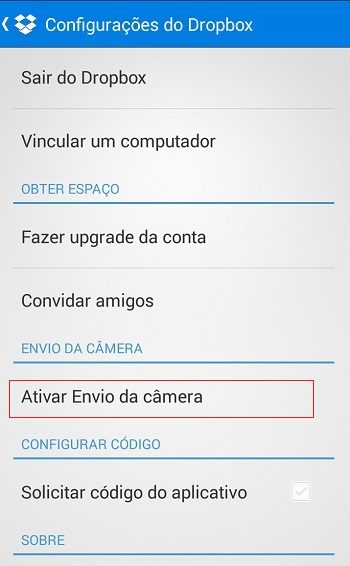 Configurações do Dropbox
Sair do Dropbox
Vincular um computador
OBTER ESPAÇO
Fazer upgrade da conta
Convidar amigos
ENVIO DA CÂMERA
Ativar Envio da câmera
CONFIGURAR CÓDIGO
Solicitar código do aplicativo
SOBRE